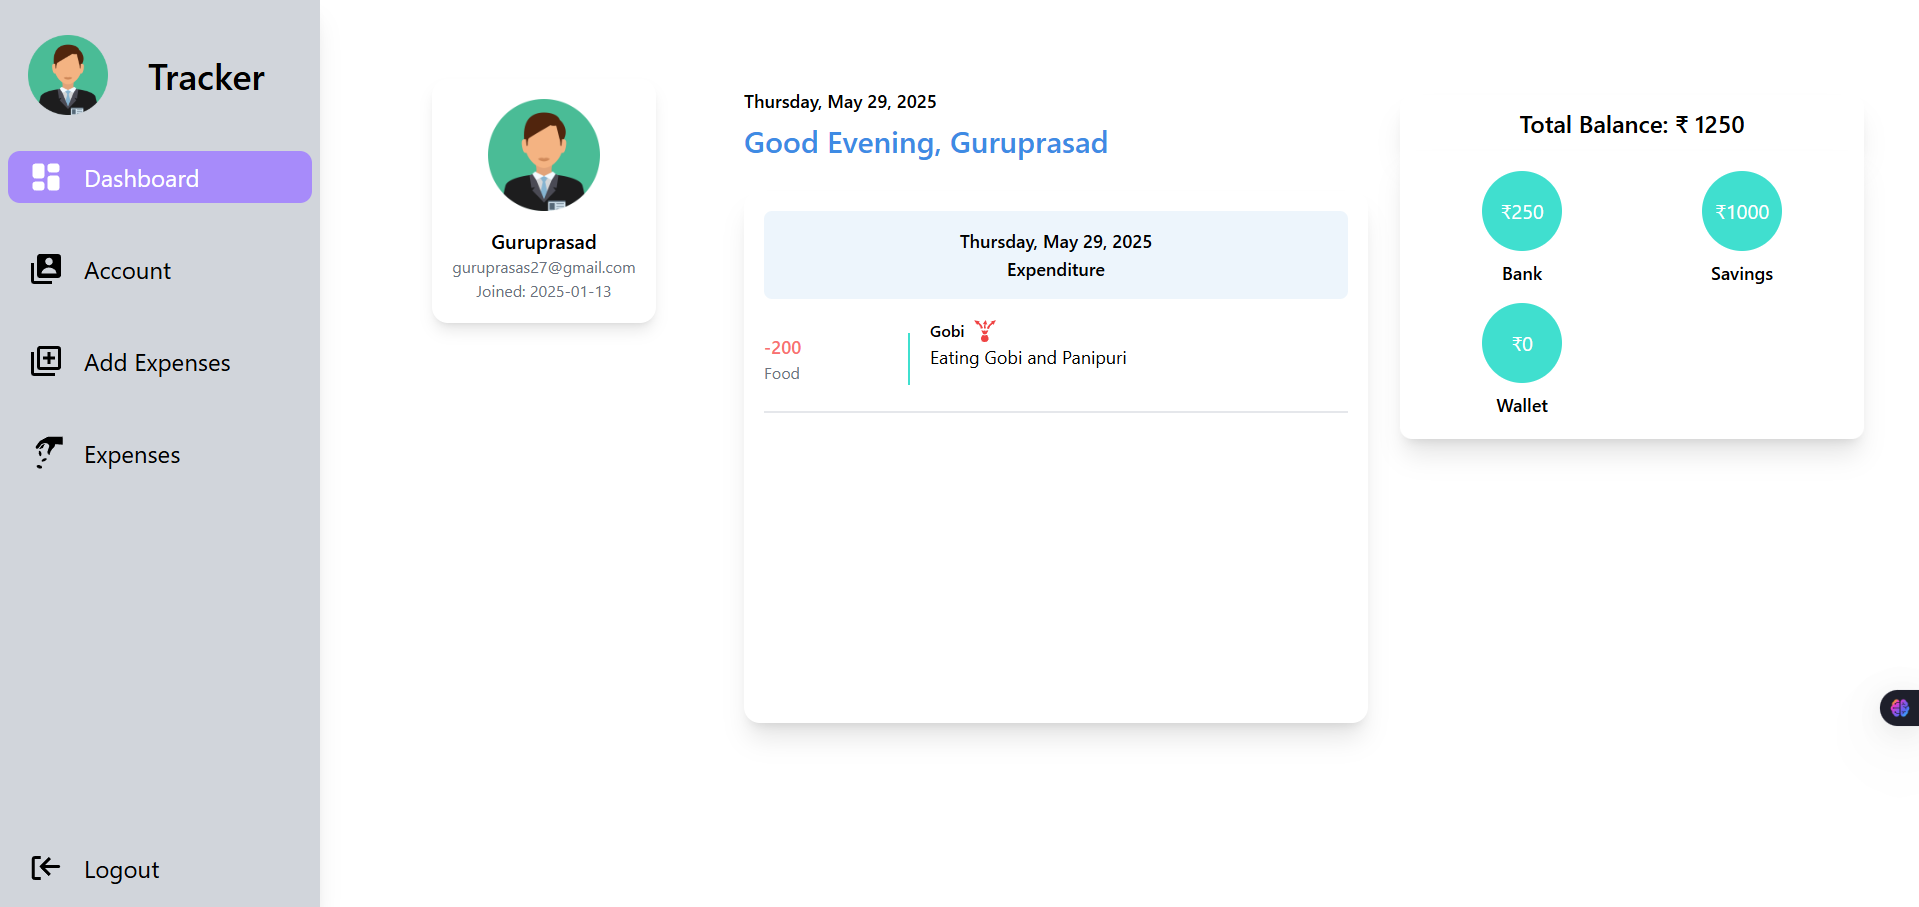 Tracker
Dashboard
Account
Add Expenses
Expenses
Logout
Guruprasad
guruprasas27@gmail.com
Joined: 2025-01-13
Thursday, May 29, 2025
Good Evening, Guruprasad
Thursday, May 29, 2025
Expenditure
-200
Food
Gobi
Eating Gobi and Panipuri
Total Balance: ₹ 1250
₹250
Bank
₹1000
Savings
₹0
Wallet